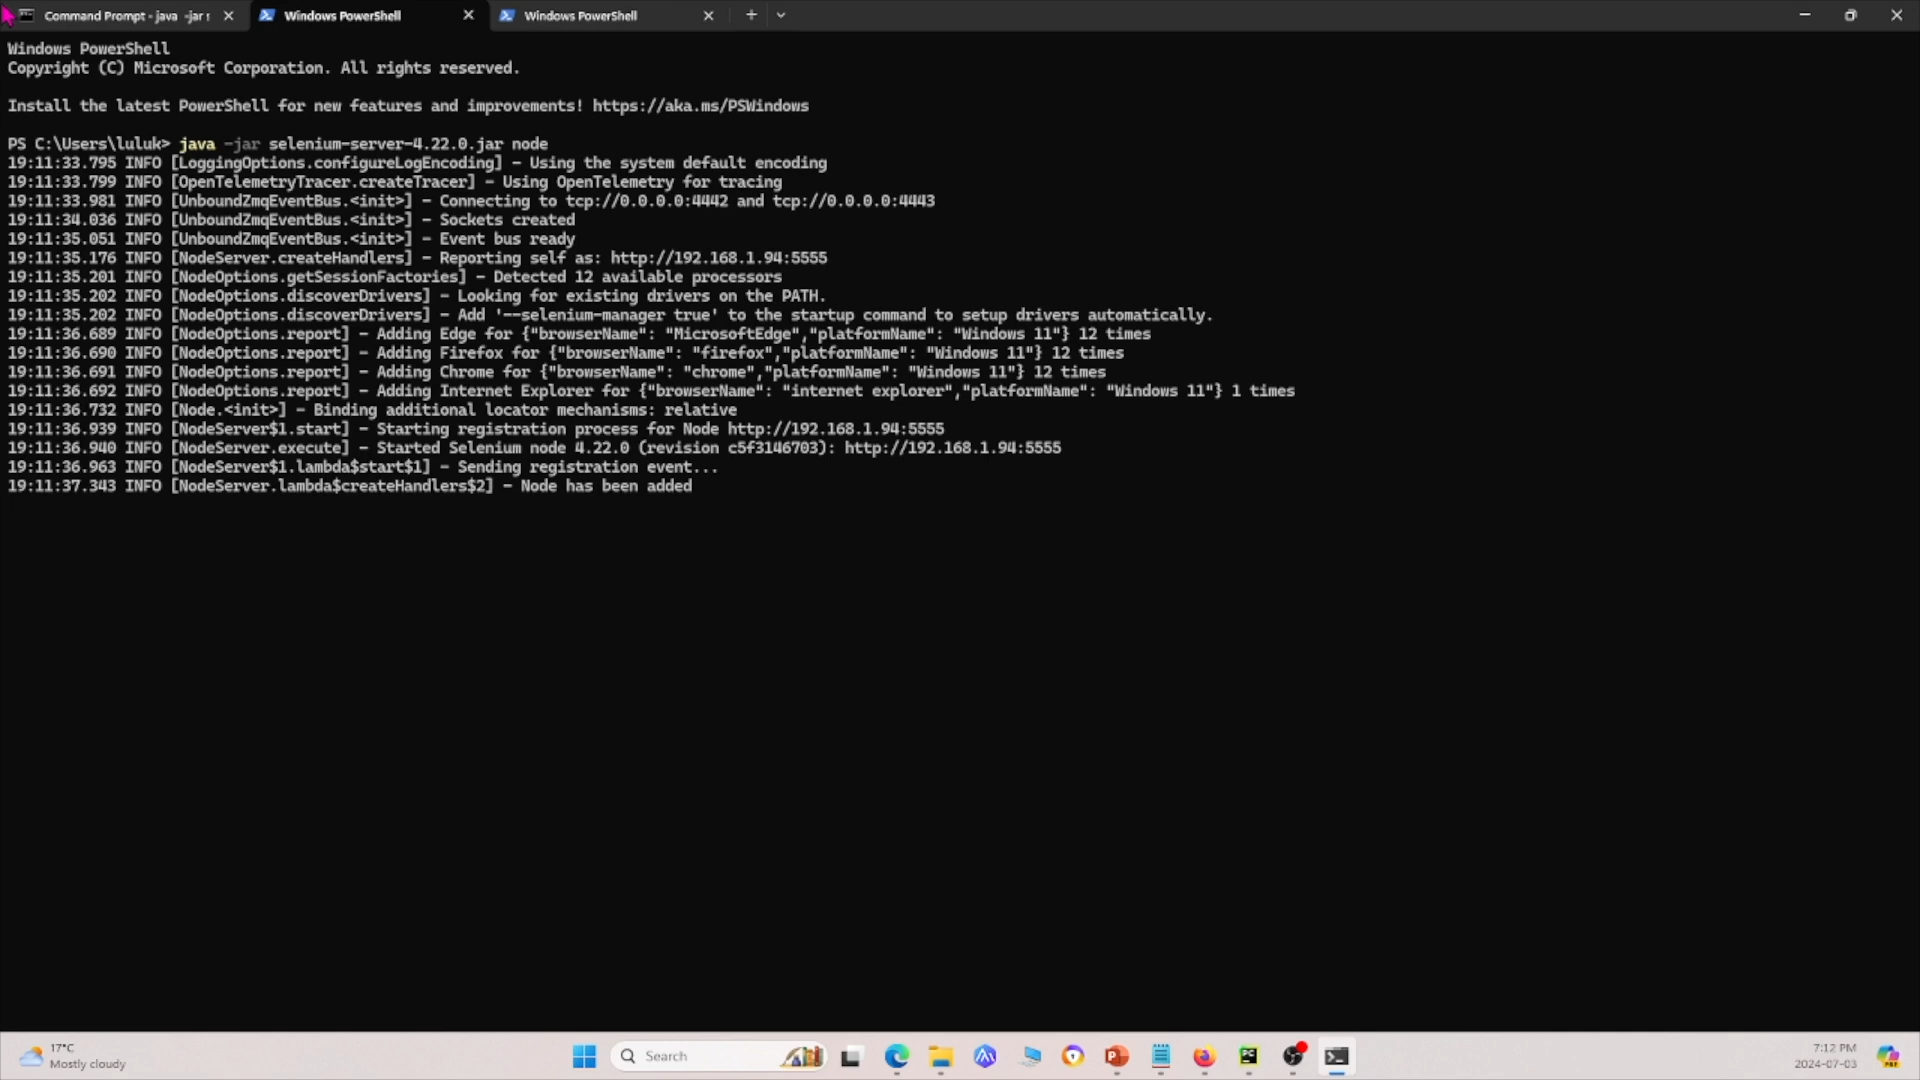 Command Prompt - java -jar s
Windows PowerShell
Windows PowerShell
Windows PowerShell
Copyright (C) Microsoft Corporation. All rights reserved.
Install the latest PowerShell for new features and improvements! https://aka.ms/PSWindows
PS C:\Users\luluk> java -jar selenium-server-4.22.0.jar node
19:11:33.795 INFO [LoggingOptions.configureLogEncoding] - Using the system default encoding
19:11:33.799 INFO [OpenTelemetryTracer.createTracer] - Using OpenTelemetry for tracing
19:11:33.981 INFO [UnboundZmqEventBus.<init>] - Connecting to tcp://0.0.0.0:4442 and tcp://0.0.0.0:4443
19:11:34.036 INFO [UnboundZmqEventBus.<init>] - Sockets created
19:11:35.051 INFO [UnboundZmqEventBus.<init>] - Event bus ready
19:11:35.176 INFO [NodeServer.createHandlers] - Reporting self as: http://192.168.1.94:5555
19:11:35.201 INFO [NodeOptions.getSessionFactories] - Detected 12 available processors
19:11:35.202 INFO [NodeOptions.discoverDrivers] - Looking for existing drivers on the PATH.
19:11:35.202 INFO [NodeOptions.discoverDrivers] - Add '--selenium-manager true' to the startup command to setup drivers automatically.
19:11:36.689 INFO [NodeOptions.report] - Adding Edge for {"browserName": "MicrosoftEdge","platformName": "Windows 11"} 12 times
19:11:36.690 INFO [NodeOptions.report] - Adding Firefox for {"browserName": "firefox","platformName": "Windows 11"} 12 times
19:11:36.691 INFO [NodeOptions.report] - Adding Chrome for {"browserName": "chrome","platformName": "Windows 11"} 12 times
19:11:36.692 INFO [NodeOptions.report] - Adding Internet Explorer for {"browserName": "internet explorer","platformName": "Windows 11"} 1 times
19:11:36.732 INFO [Node.<init>] - Binding additional locator mechanisms: relative
19:11:36.939 INFO [NodeServer$1.start] - Starting registration process for Node http://192.168.1.94:5555
19:11:36.940 INFO [NodeServer.execute] - Started Selenium node 4.22.0 (revision c5f3146703): http://192.168.1.94:5555
19:11:36.963 INFO [NodeServer$1.lambda$start$1] - Sending registration event...
19:11:37.343 INFO [NodeServer.lambda$createHandlers$2] - Node has been added
17°C
Mostly cloudy
Search
7:12 PM
2024-07-03